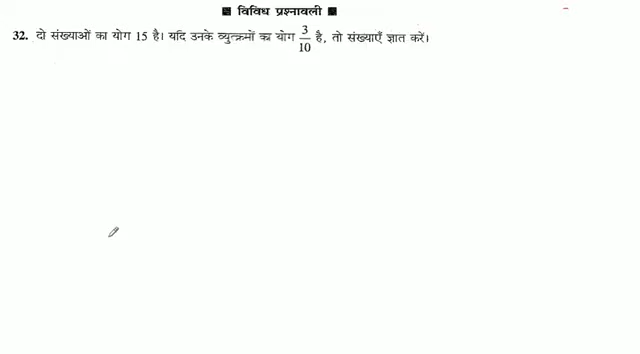 विविध प्रश्नावली
32. दो संख्याओं का योग 15 है। यदि उनके व्युत्क्रमों का योग 3/10 है, तो संख्याएँ ज्ञात करें।